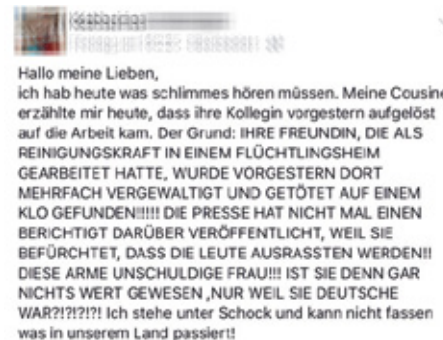 Hallo meine Lieben,
ich hab heute was schlimmes hören müssen. Meine Cousine
erzählte mir heute, dass ihre Kollegin vorgestern aufgelöst
auf die Arbeit kam. Der Grund: IHRE FREUNDIN, DIE ALS
REINIGUNGSKRAFT IN EINEM FLÜCHTLINGSHEIM
GEARBEITET HATTE, WURDE VORGESTERN DORT
MEHRFACH VERGEWALTIGT UND GETÖTET AUF EINEM
KLO GEFUNDEN!!!!! DIE PRESSE HAT NICHT MAL EINEN
BERICHTIGT DARÜBER VERÖFFENTLICHT, WEIL SIE
BEFÜRCHTET, DASS DIE LEUTE AUSRASSTEN WERDEN!!
DIESE ARME UNSCHULDIGE FRAU!!! IST SIE DENN GAR
NICHTS WERT GEWESEN ,NUR WEIL SIE DEUTSCHE
WAR?!?!?!?! Ich stehe unter Schock und kann nicht fassen
was in unserem Land passiert!